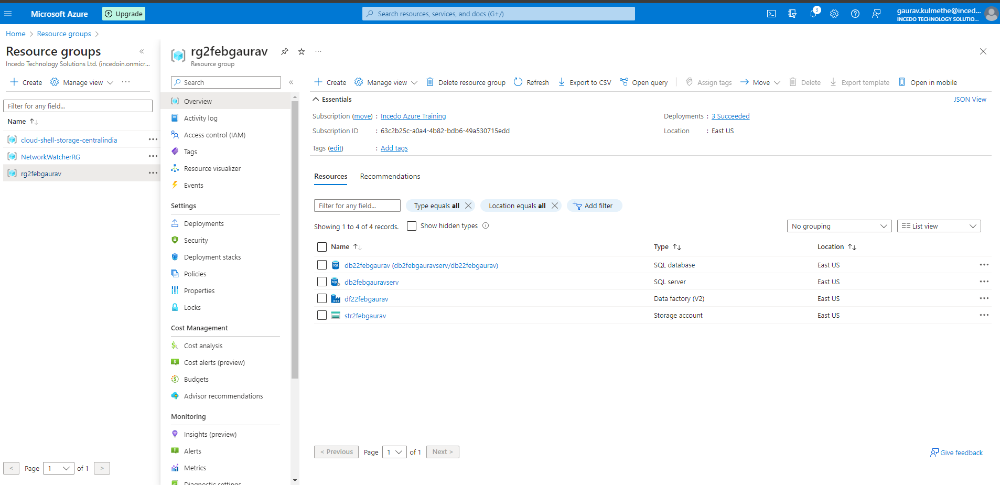 Microsoft Azure
Upgrade
Search resources, services, and docs (G+/)
3
gaurav.kulmethe@inced...
INCEDO TECHNOLOGY SOLUTIO...
Home > Resource groups >
Resource groups
Incedo Technology Solutions Ltd. (incedoin.onmicr...
Create Manage view ...
Filter for any field...
Name
cloud-shell-storage-centralindia
NetworkWatcherRG
rg2febgaurav
< Page 1 of 1 >
rg2febgaurav
Resource group
Search
Overview
Activity log
Access control (IAM)
Tags
Resource visualizer
Events
Settings
Deployments
Security
Deployment stacks
Policies
Properties
Locks
Cost Management
Cost analysis
Cost alerts (preview)
Budgets
Advisor recommendations
Monitoring
Insights (preview)
Alerts
Metrics
Diagnostic settings
Create Manage view Delete resource group Refresh Export to CSV Open query Assign tags Move Delete Export template Open in mobile
Essentials
JSON View
Subscription (move) : Incedo Azure Training
Deployments : 3 Succeeded
Subscription ID : 63c2b25c-a0a4-4b82-bdb6-49a530715edd
Location : East US
Tags (edit) : Add tags
Resources Recommendations
Filter for any field... Type equals all Location equals all Add filter
Showing 1 to 4 of 4 records. Show hidden types
No grouping List view
Name Type Location
db22febgaurav (db2febgauravserv/db22febgaurav) SQL database East US
db2febgauravserv SQL server East US
df22febgaurav Data factory (V2) East US
str2febgaurav Storage account East US
< Previous Page 1 of 1 Next >
Give feedback